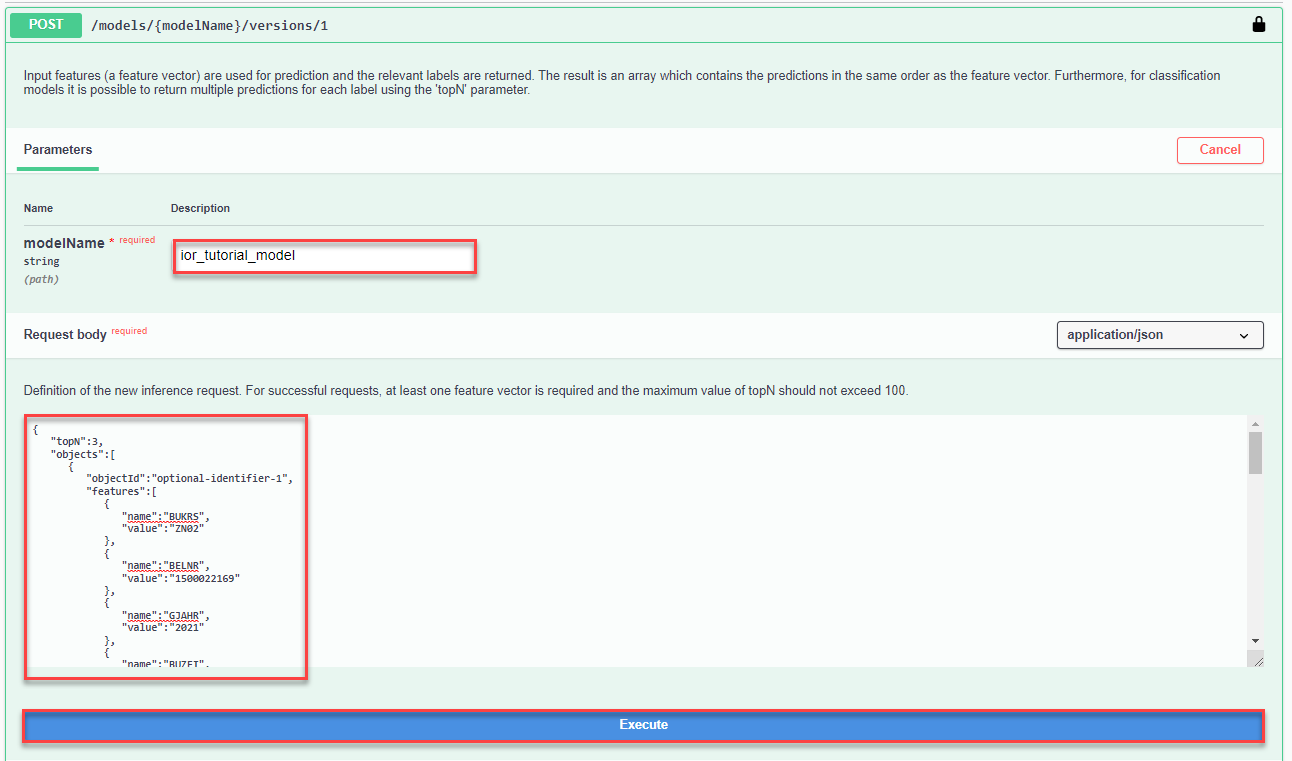 POST /models/{modelName}/versions/1
Input features (a feature vector) are used for prediction and the relevant labels are returned. The result is an array which contains the predictions in the same order as the feature vector. Furthermore, for classification
models it is possible to return multiple predictions for each label using the 'topN' parameter.
Parameters Cancel
Name Description
modelName * required
string
(path)
ior_tutorial_model
Request body required application/json
Definition of the new inference request. For successful requests, at least one feature vector is required and the maximum value of topN should not exceed 100.
{
"topN":3,
"objects":[
{
"objectId":"optional-identifier-1",
"features":[
{
"name":"BUKRS",
"value":"ZN02"
},
{
"name":"BELNR",
"value":"1500022169"
},
{
"name":"GJAHR",
"value":"2021"
},
{
"name":"BUZEI",
Execute